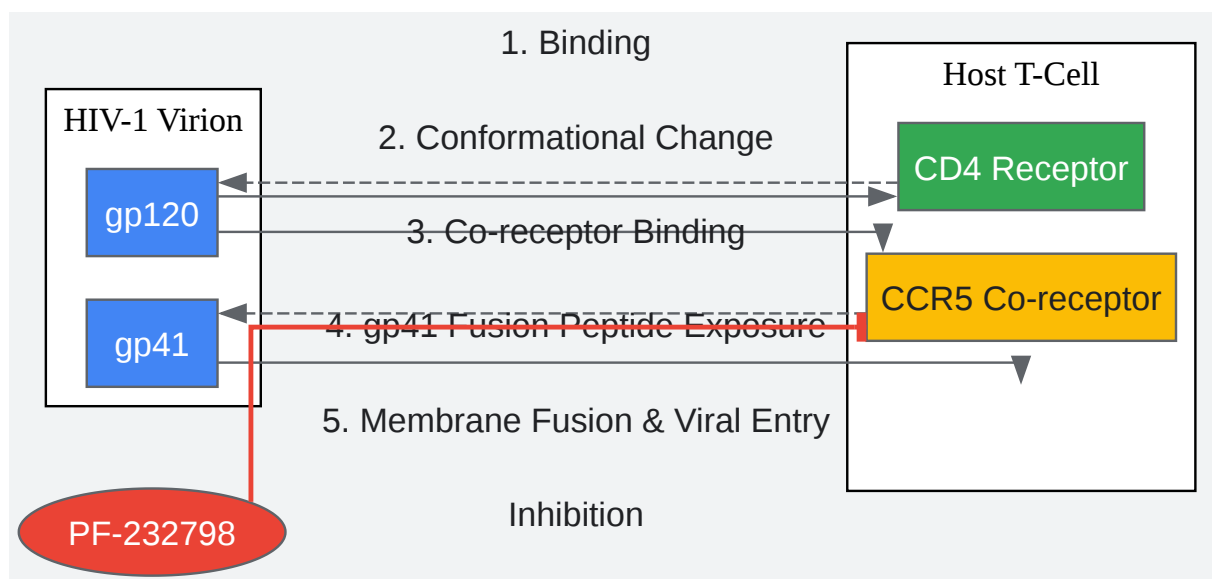 1. Binding
Host T-Cell
HIV-1 Virion
2. Conformational Change
CD4 Receptor
gp120
3. Co-receptor Binding
CCR5 Co-receptor
4. gp41 Fusion Peptide Exposure
gp41
5. Membrane Fusion & Viral Entry
Inhibition
PF-232798